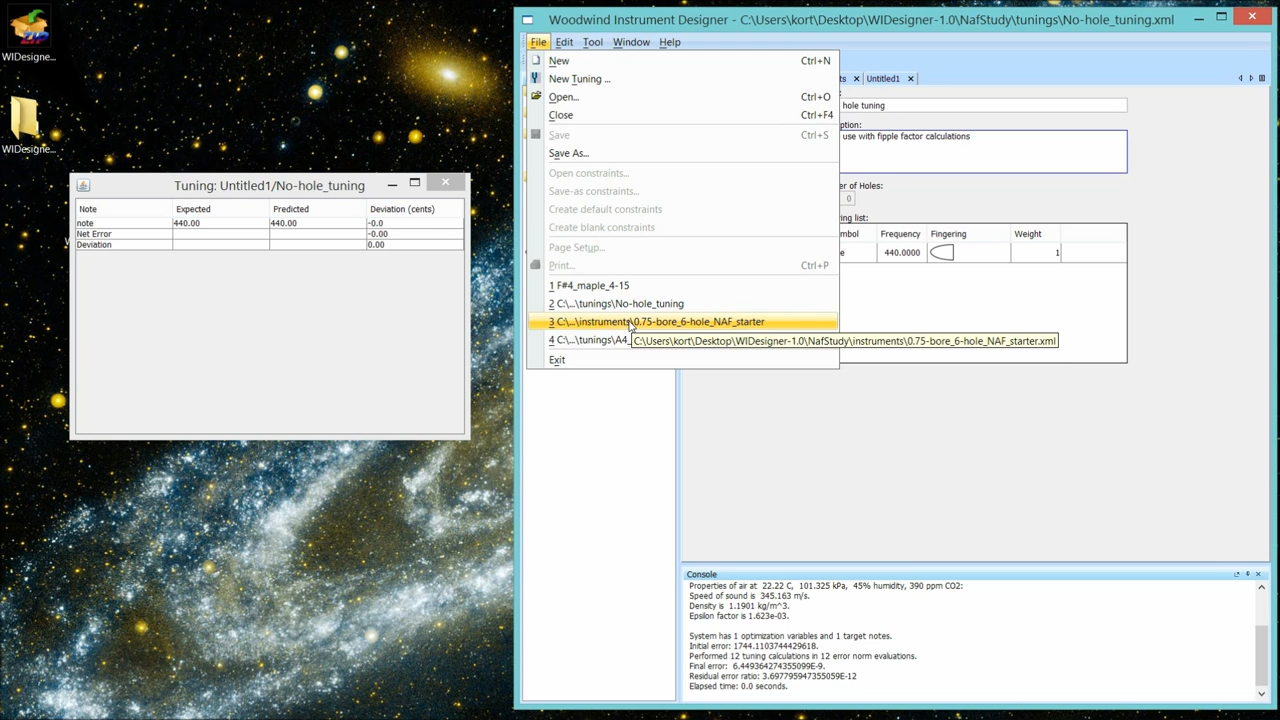 WIDesigne...
WIDesigne...
Tuning: Untitled1/No-hole_tuning
Note Expected Predicted Deviation (cents)
note 440.00 440.00 -0.0
Net Error -0.00
Deviation 0.00
Woodwind Instrument Designer - C:\Users\kort\Desktop\WIDesigner-1.0\NafStudy\tunings\No-hole_tuning.xml
File Edit Tool Window Help
New Ctrl+N
New Tuning ...
Open... Ctrl+O
Close Ctrl+F4
Save Ctrl+S
Save As...
Open constraints...
Save-as constraints...
Create default constraints
Create blank constraints
Page Setup...
Print... Ctrl+P
1 F#4_maple_4-15
2 C:\...\tunings\No-hole_tuning
3 C:\...\instruments\0.75-bore_6-hole_NAF_starter
4 C:\...\tunings\A4_
C:\Users\kort\Desktop\WIDesigner-1.0\NafStudy\instruments\0.75-bore_6-hole_NAF_starter.xml
Exit
ts Untitled1
hole tuning
ption:
use with fipple factor calculations
er of Holes:
0
ing list:
mbol Frequency Fingering Weight
e 440.0000 1
Console
Properties of air at 22.22 C, 101.325 kPa, 45% humidity, 390 ppm CO2:
Speed of sound is 345.163 m/s.
Density is 1.1901 kg/m^3.
Epsilon factor is 1.623e-03.
System has 1 optimization variables and 1 target notes.
Initial error: 1744.1103744429618.
Performed 12 tuning calculations in 12 error norm evaluations.
Final error: 6.449364274355099E-9.
Residual error ratio: 3.697795947355059E-12
Elapsed time: 0.0 seconds.